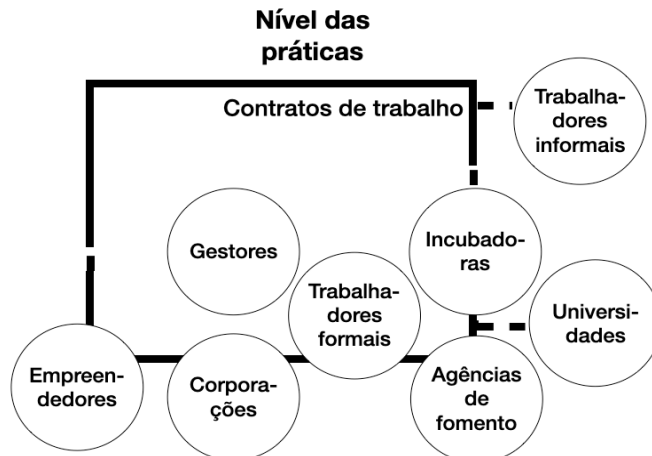 Nível das
práticas
Contratos de trabalho
Trabalha-
dores
informais
Gestores
Incubado-
ras
Trabalha-
dores
formais
Universi-
dades
Empreen-
dedores
Corpora-
ções
Agências
de
fomento